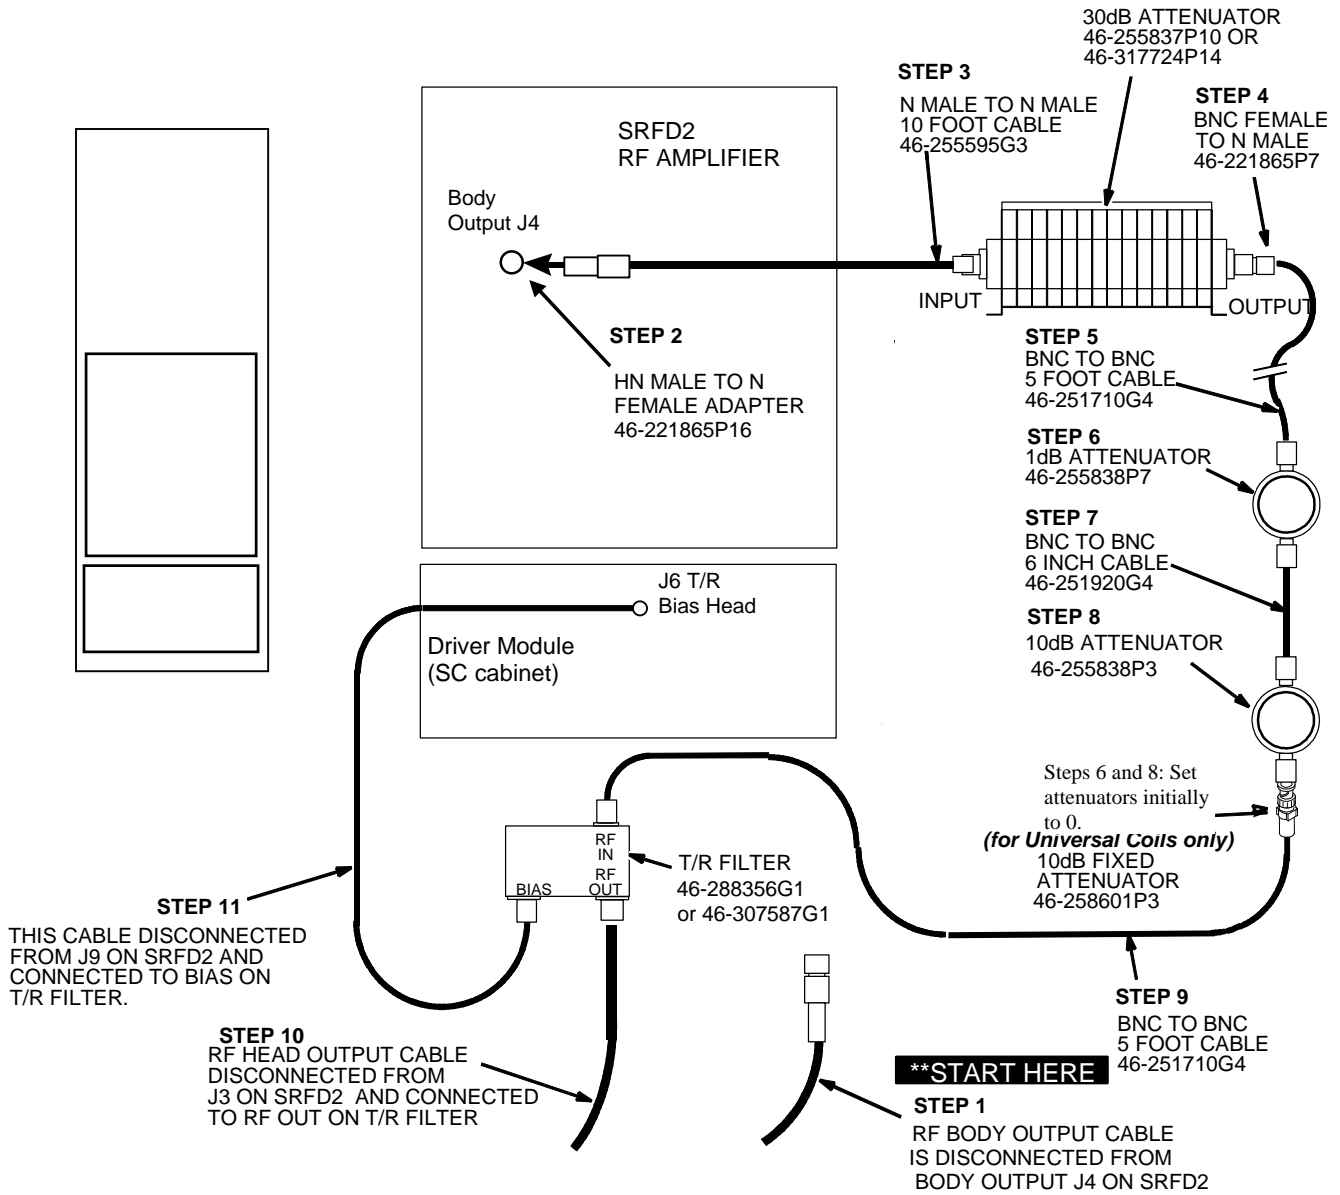 30dB ATTENUATOR
46-255837P10 OR
46-317724P14
STEP 3
N MALE TO N MALE
10 FOOT CABLE
46-255595G3
STEP 4
BNC FEMALE
TO N MALE
46-221865P7
SRFD2
RF AMPLIFIER
Body
Output J4
INPUT
OUTPUT
STEP 2
HN MALE TO N
FEMALE ADAPTER
46-221865P16
STEP 5
BNC TO BNC
5 FOOT CABLE
46-251710G4
STEP 6
1dB ATTENUATOR
46-255838P7
STEP 7
BNC TO BNC
6 INCH CABLE
46-251920G4
STEP 8
10dB ATTENUATOR
46-255838P3
J6 T/R
Bias Head
Driver Module
(SC cabinet)
Steps 6 and 8: Set
attenuators initially
to 0.
(for Universal Coils only)
10dB FIXED
ATTENUATOR
46-258601P3
RF
IN
RF
OUT
BIAS
T/R FILTER
46-288356G1
or 46-307587G1
STEP 11
THIS CABLE DISCONNECTED
FROM J9 ON SRFD2 AND
CONNECTED TO BIAS ON
T/R FILTER.
STEP 10
RF HEAD OUTPUT CABLE
DISCONNECTED FROM
J3 ON SRFD2 AND CONNECTED
TO RF OUT ON T/R FILTER
STEP 9
BNC TO BNC
5 FOOT CABLE
46-251710G4
**START HERE
STEP 1
RF BODY OUTPUT CABLE
IS DISCONNECTED FROM
BODY OUTPUT J4 ON SRFD2